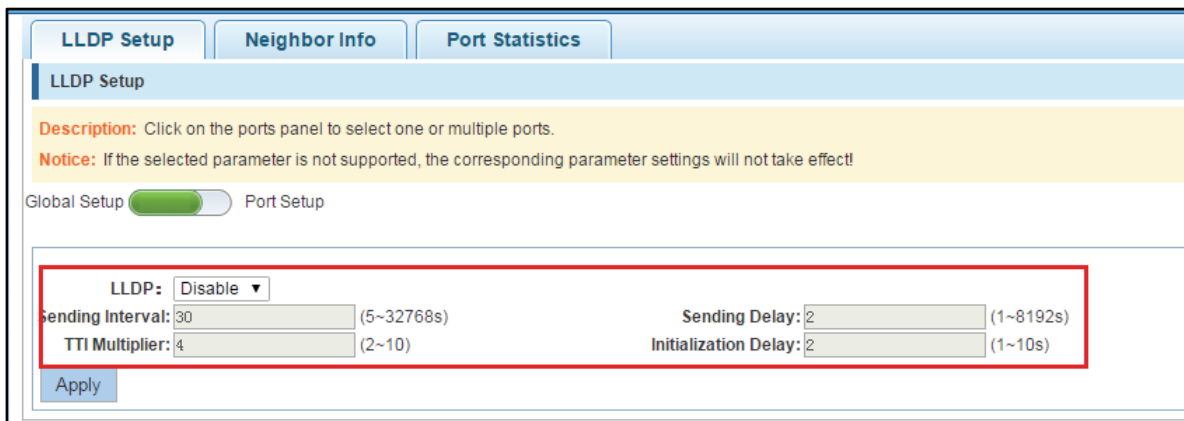 LLDP Setup Neighbor Info Port Statistics
LLDP Setup
Description: Click on the ports panel to select one or multiple ports.
Notice: If the selected parameter is not supported, the corresponding parameter settings will not take effect!
Global Setup Port Setup
LLDP: Disable ▼
Sending Interval: 30 (5~32768s) Sending Delay: 2 (1~8192s)
TTI Multiplier: 4 (2~10) Initialization Delay: 2 (1~10s)
Apply